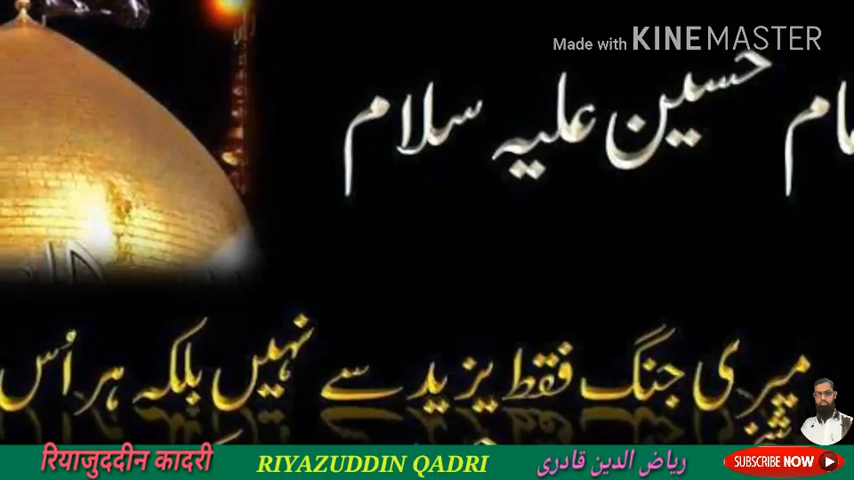 Made with KINEMASTER
حسین علیہ سلام
میری جنگ فقط یزید سے نہیں بلکہ ہر اُس
रियाजुददीन कादरी
RIYAZUDDIN QADRI
ریاض الدین قادری
SUBSCRIBE NOW